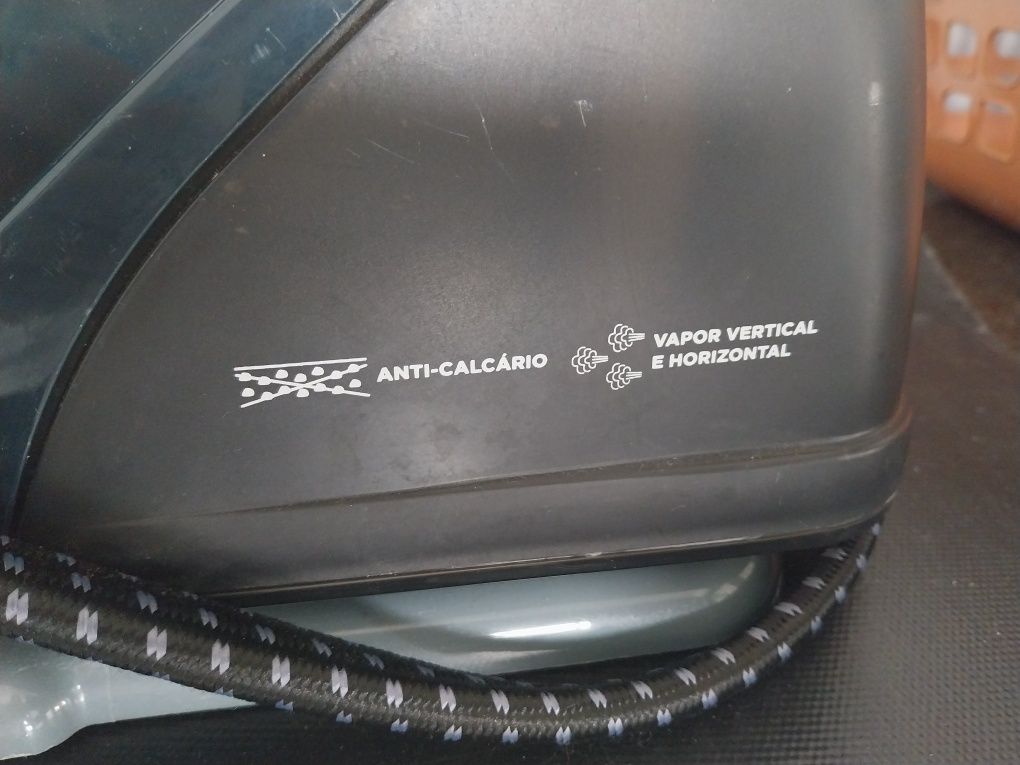 ANTI-CALCÁRIO
VAPOR VERTICAL
E HORIZONTAL